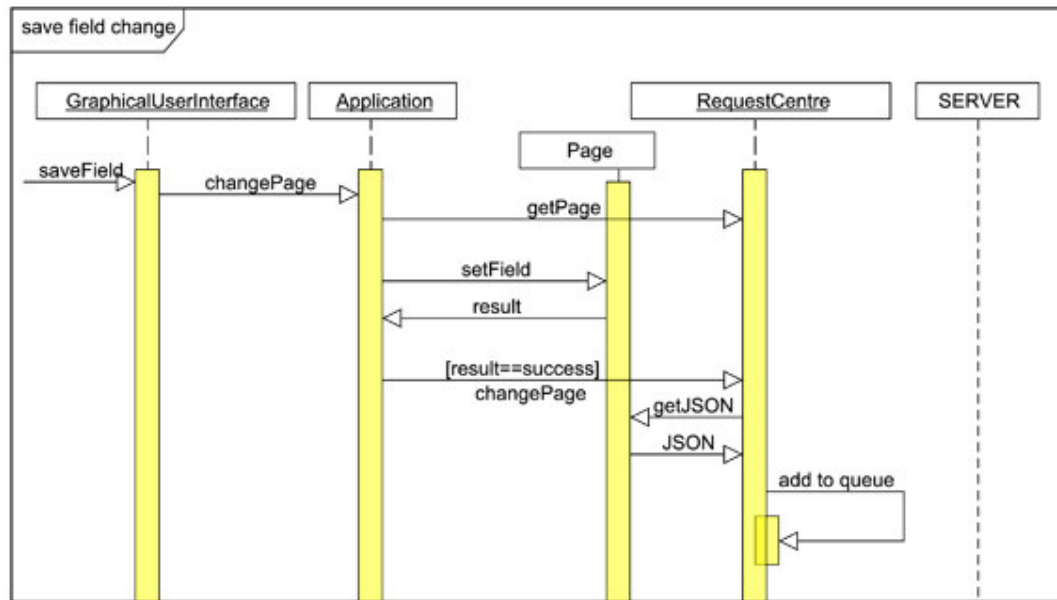 save field change
GraphicalUserInterface
Application
RequestCentre
SERVER
Page
saveField
changePage
getPage
setField
result
[result==success]
changePage
getJSON
JSON
add to queue